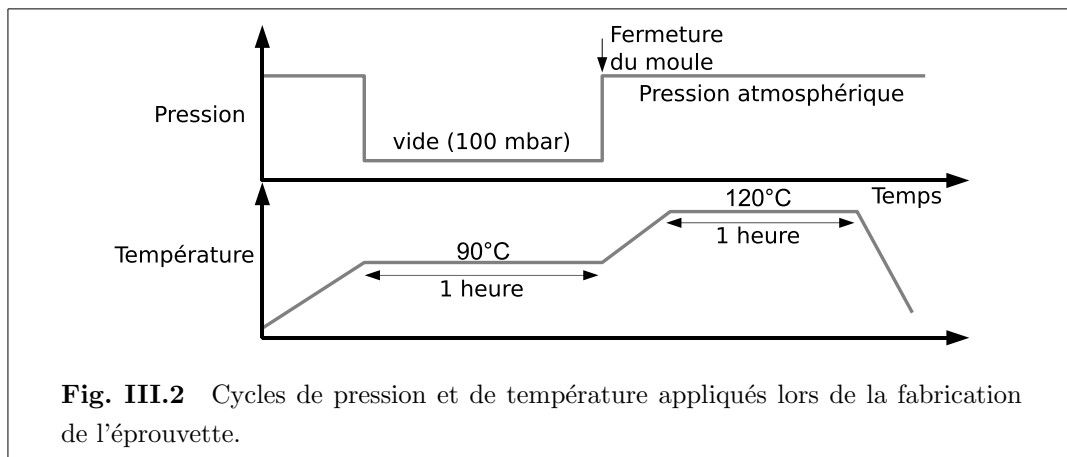 Fermeture
du moule
Pression atmosphérique
Pression
vide (100 mbar)
Temps
120°C
1 heure
Température
90°C
1 heure
Fig. III.2 Cycles de pression et de température appliqués lors de la fabrication
de l'éprouvette.